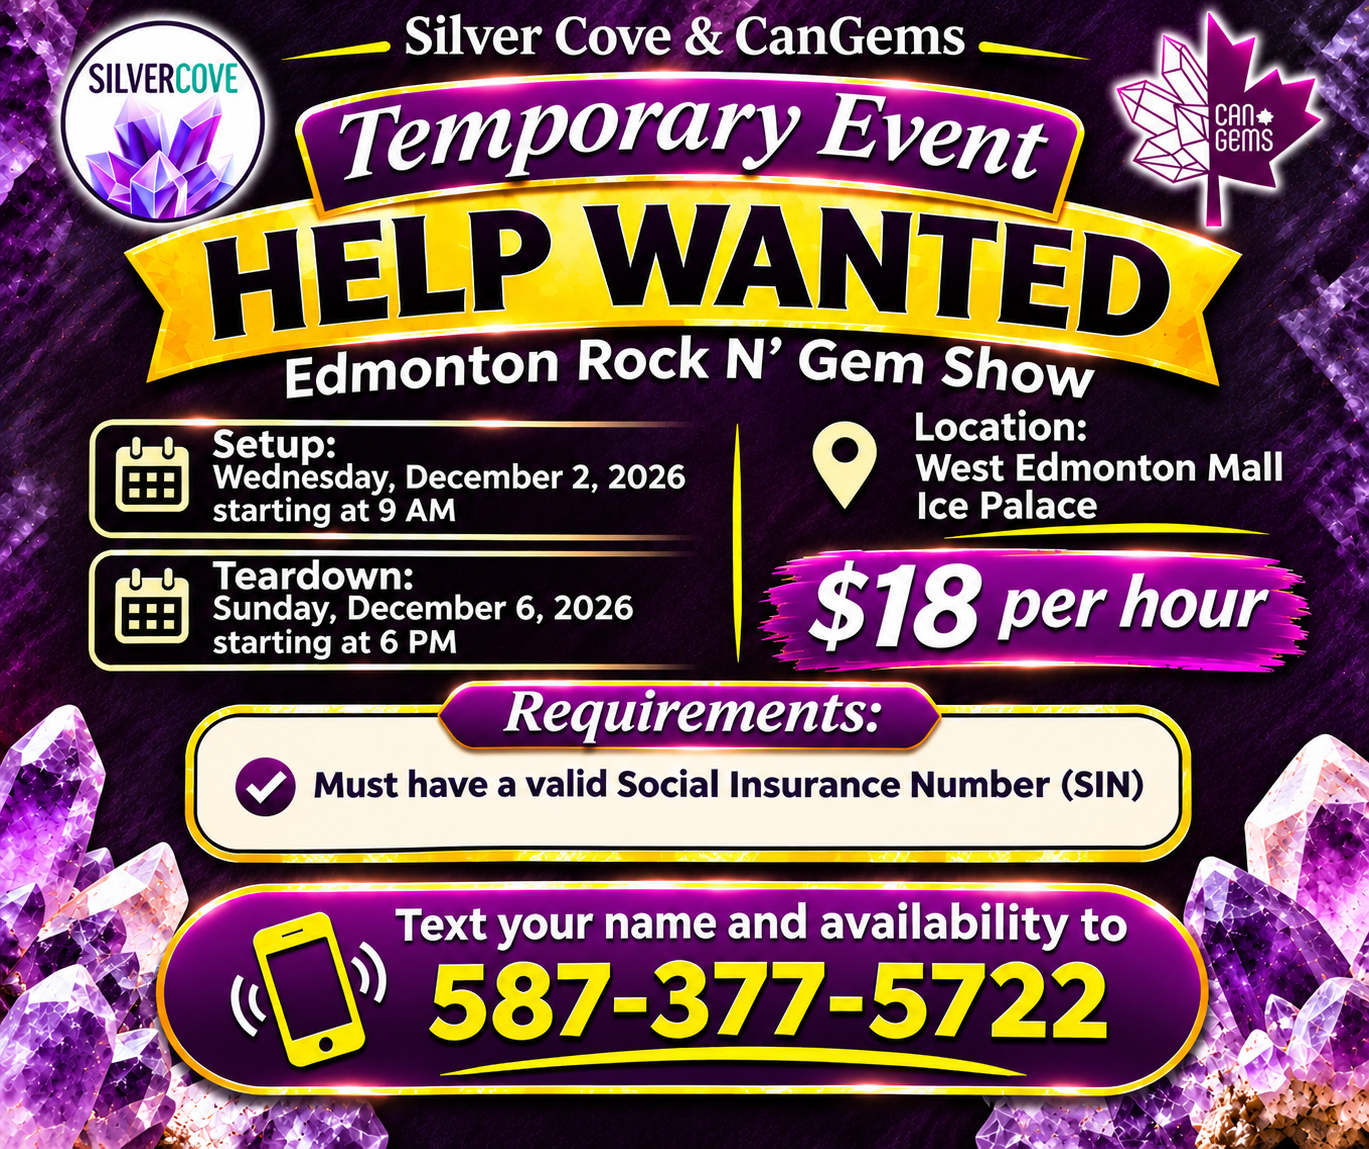 Silver Cove & CanGems
SILVERCOVE
CAN
GEMS
Temporary Event
HELP WANTED
Edmonton Rock N' Gem Show
Setup:
Wednesday, December 2, 2026
starting at 9 AM
Teardown:
Sunday, December 6, 2026
starting at 6 PM
Location:
West Edmonton Mall
Ice Palace
$18 per hour
Requirements:
Must have a valid Social Insurance Number (SIN)
Text your name and availability to
587-377-5722